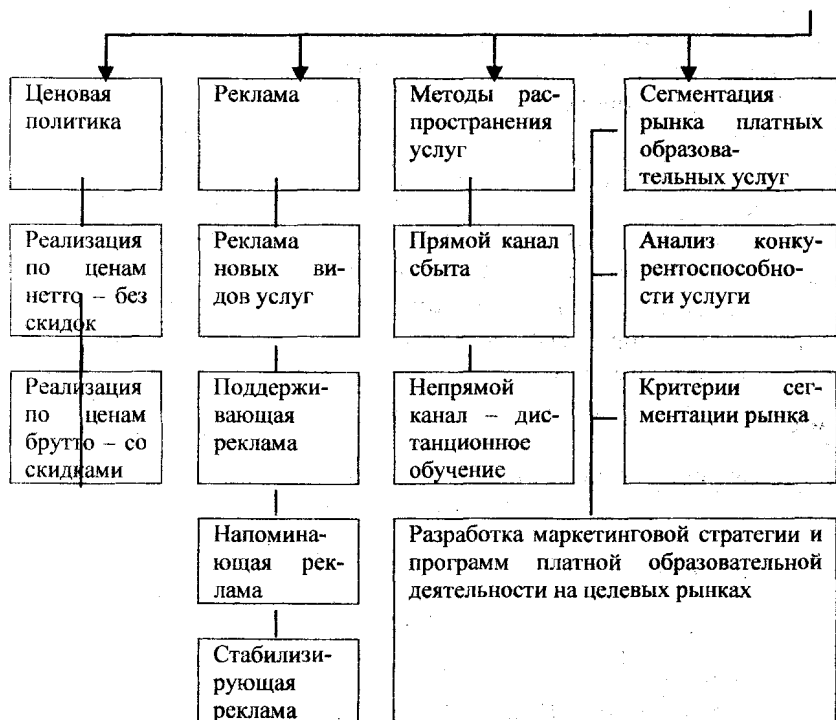 Ценовая
политика
Реклама
Методы рас-
пространения
услуг
Сегментация
рынка платных
образова-
тельных услуг
Реализация
по ценам
нетто – без
скидок
Реклама
новых ви-
дов услуг
Прямой канал
сбыта
Анализ конку-
рентоспособно-
сти услуги
Реализация
по ценам
брутто – со
скидками
Поддержи-
вающая
реклама
Непрямой
канал – дис-
танционное
обучение
Критерии сег-
ментации рынка
Напомина-
ющая рек-
лама
Разработка маркетинговой стратегии и
программ платной образовательной
деятельности на целевых рынках
Стабилизи-
рующая
реклама